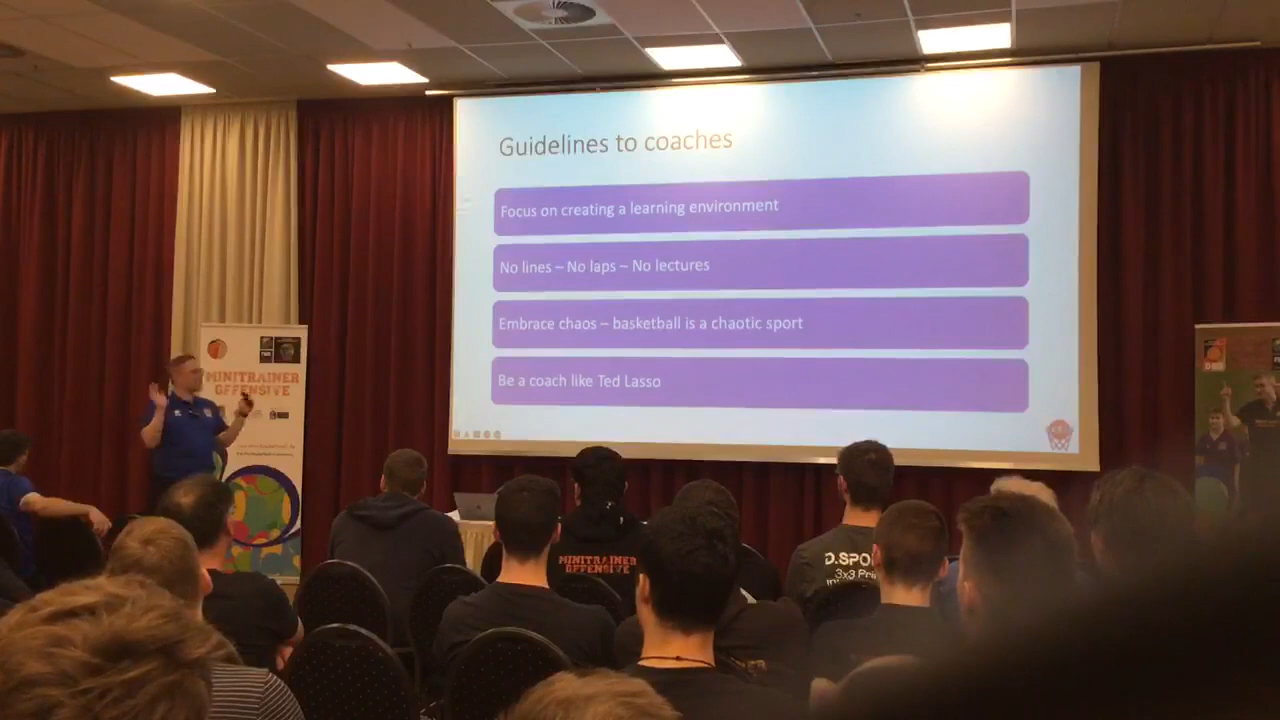 Guidelines to coaches
Focus on creating a learning environment
No lines – No laps – No lectures
Embrace chaos – basketball is a chaotic sport
Be a coach like Ted Lasso
MINITRAINER
OFFENSIVE
MINITRAINER
OFFENSIVE
D.SPO
3x3 Pri